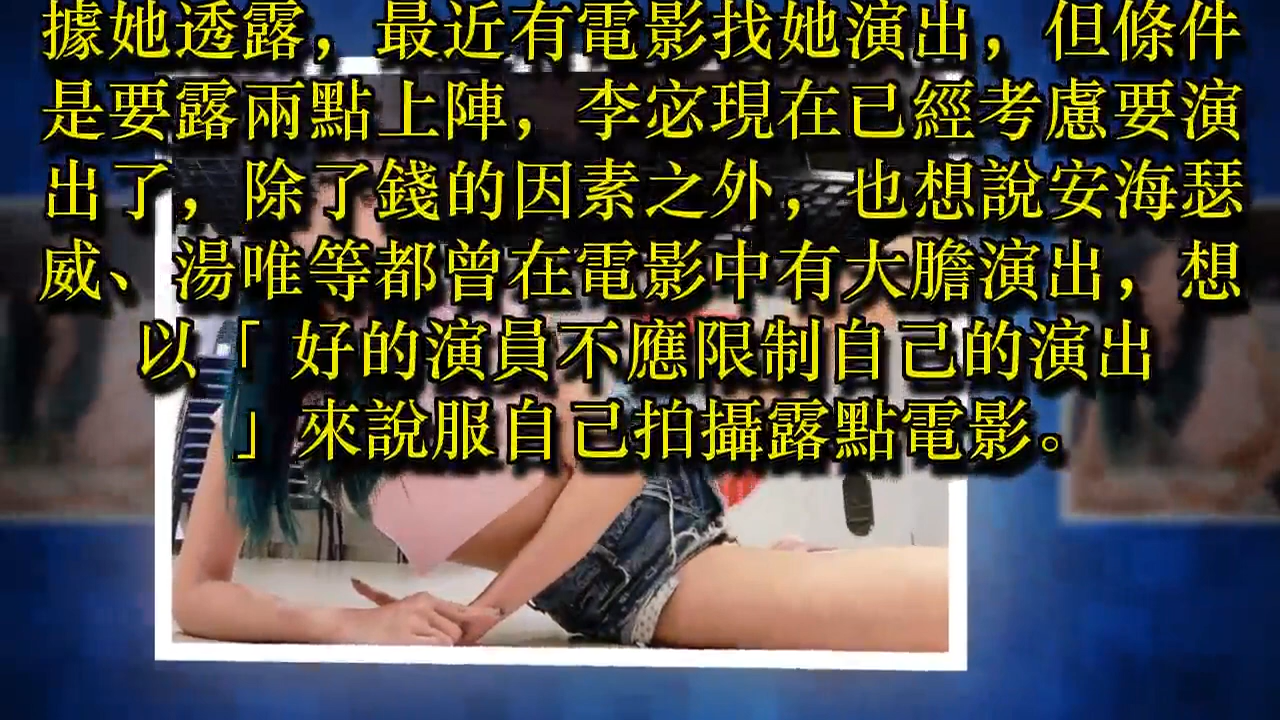 據她透露，最近有電影找她演出，但條件
是要露兩點上陣，李宓現在已經考慮要演
出了，除了錢的因素之外，也想說安海瑟
威、湯唯等都曾在電影中有大膽演出，想
以「 好的演員不應限制自己的演出
」來說服自己拍攝露點電影。